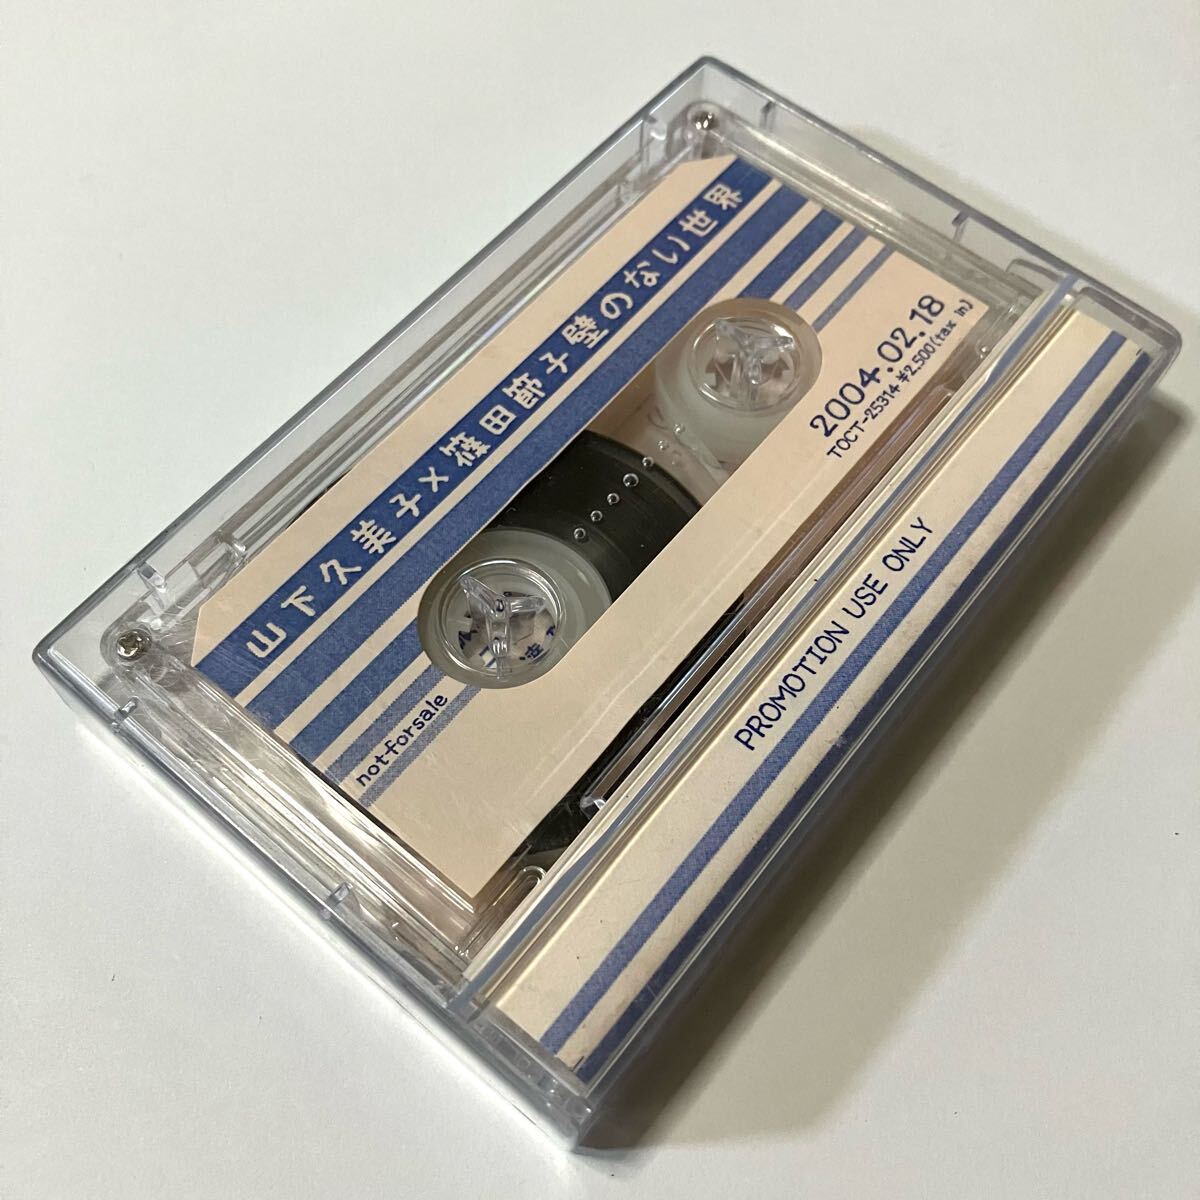 山下久美子×篠田節子壁のない世界
2004.02.18
TOCT-25314 ¥2,500(tax in)
not for sale
PROMOTION USE ONLY